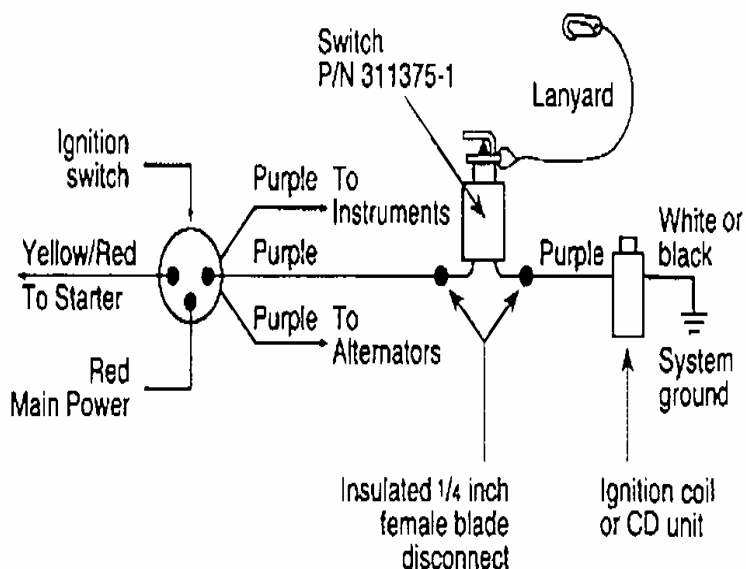 Switch
P/N 311375-1
Lanyard
Ignition
switch
Purple To
Instruments
Yellow/Red
To Starter
Purple
Purple
White or
black
Purple To
Alternators
Red
Main Power
System
ground
Insulated 1/4 inch
female blade
disconnect
Ignition coil
or CD unit